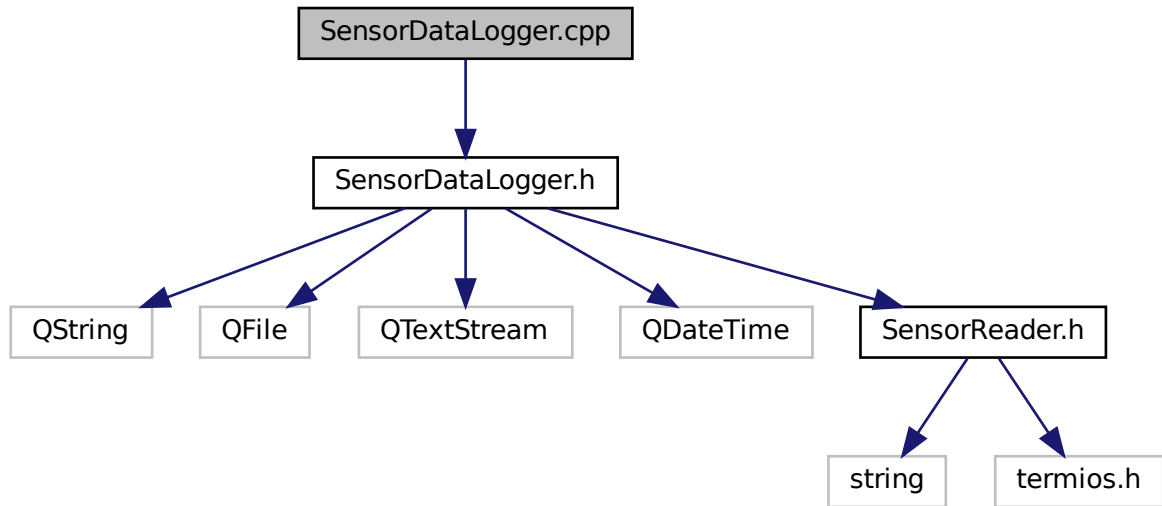 SensorDataLogger.cpp
SensorDataLogger.h
QString
QFile
QTextStream
QDateTime
SensorReader.h
string
termios.h